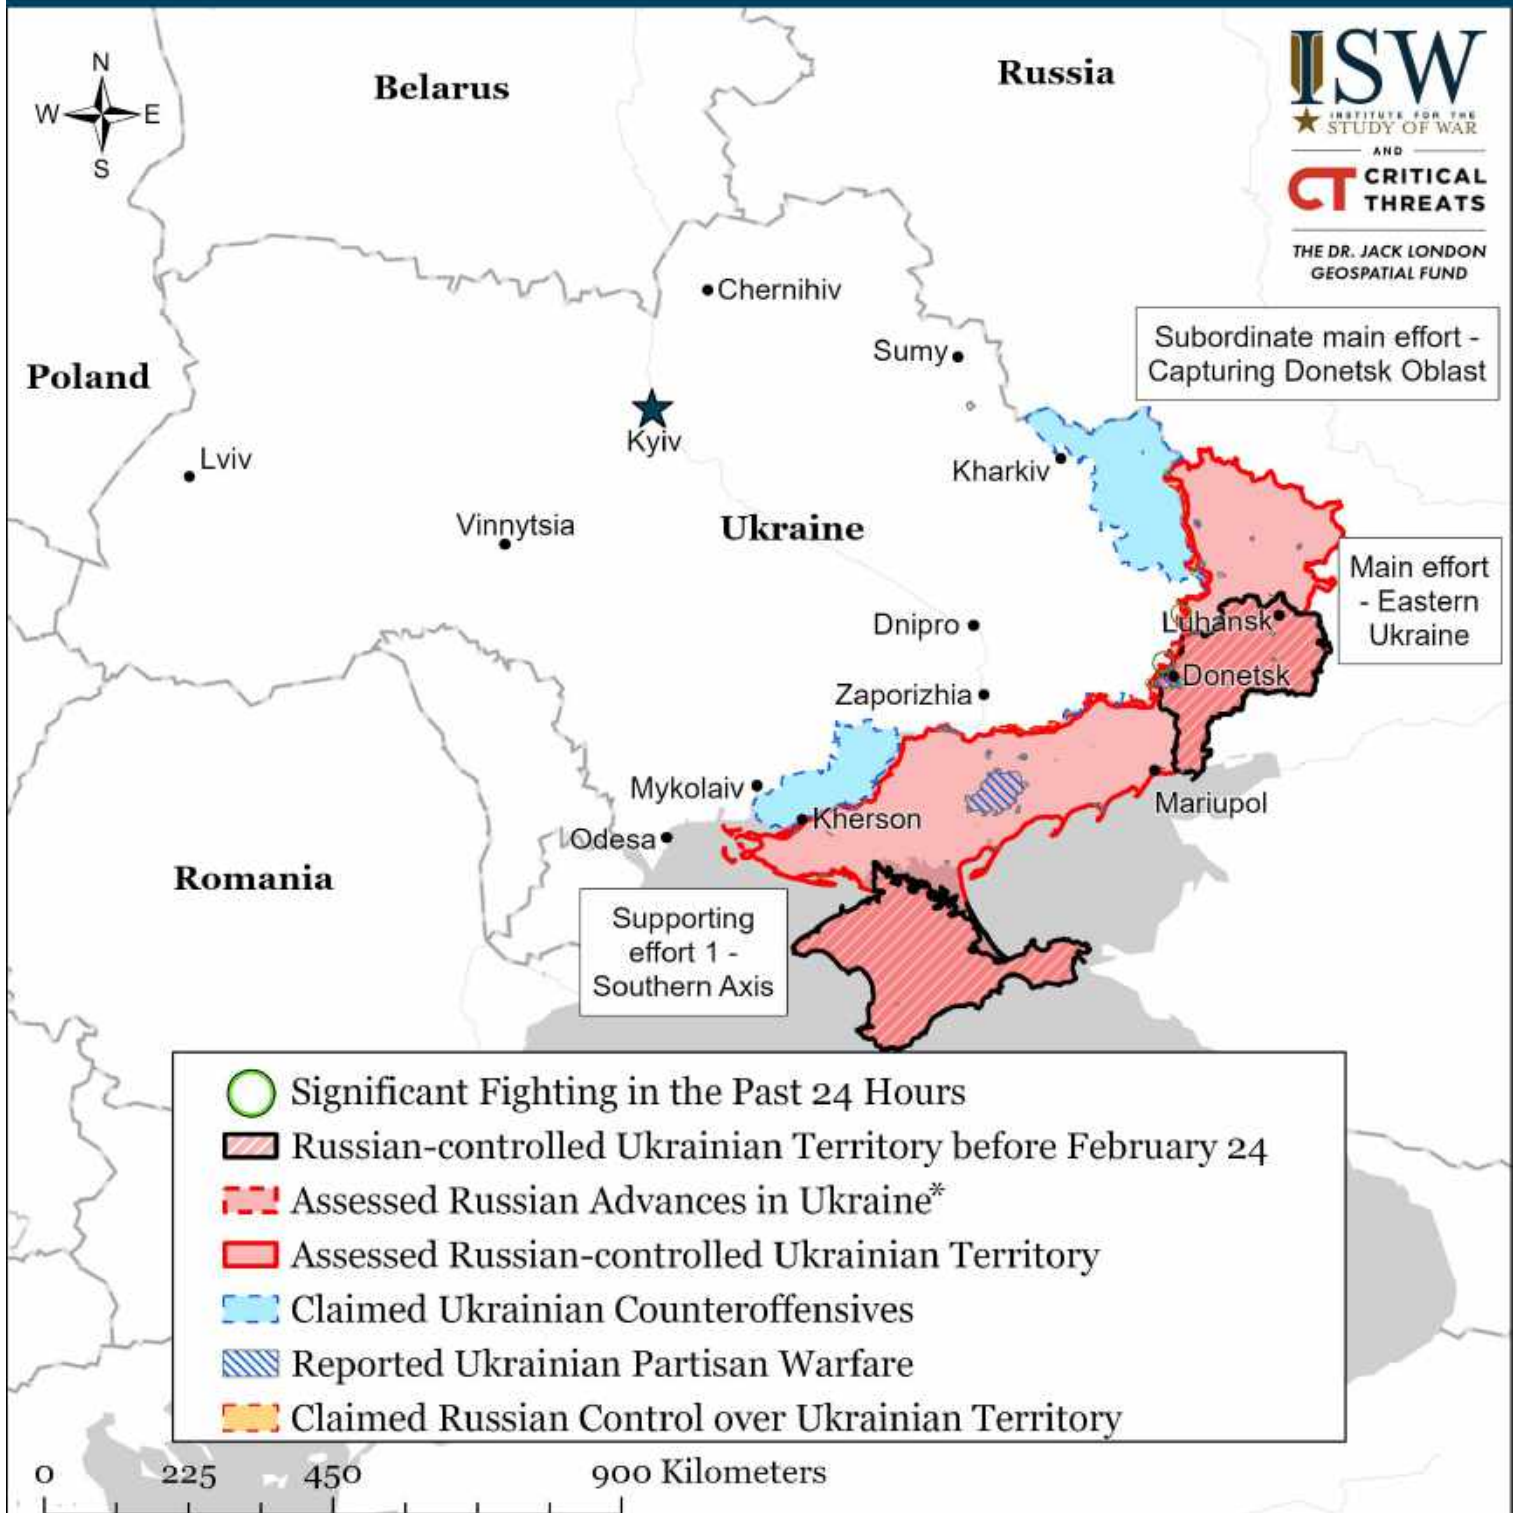 N
W E
S
Belarus
Russia
ISW
INSTITUTE FOR THE
STUDY OF WAR
AND
CT CRITICAL
THREATS
THE DR. JACK LONDON
GEOSPATIAL FUND
Chernihiv
Sumy
Subordinate main effort -
Capturing Donetsk Oblast
Poland
Kyiv
Lviv
Kharkiv
Vinnytsia
Ukraine
Main effort
- Eastern
Ukraine
Dnipro
Luhansk
Donetsk
Zaporizhia
Mykolaiv
Mariupol
Kherson
Odesa
Romania
Supporting
effort 1 -
Southern Axis
Significant Fighting in the Past 24 Hours
Russian-controlled Ukrainian Territory before February 24
Assessed Russian Advances in Ukraine*
Assessed Russian-controlled Ukrainian Territory
Claimed Ukrainian Counteroffensives
Reported Ukrainian Partisan Warfare
Claimed Russian Control over Ukrainian Territory
0 225 450 900 Kilometers